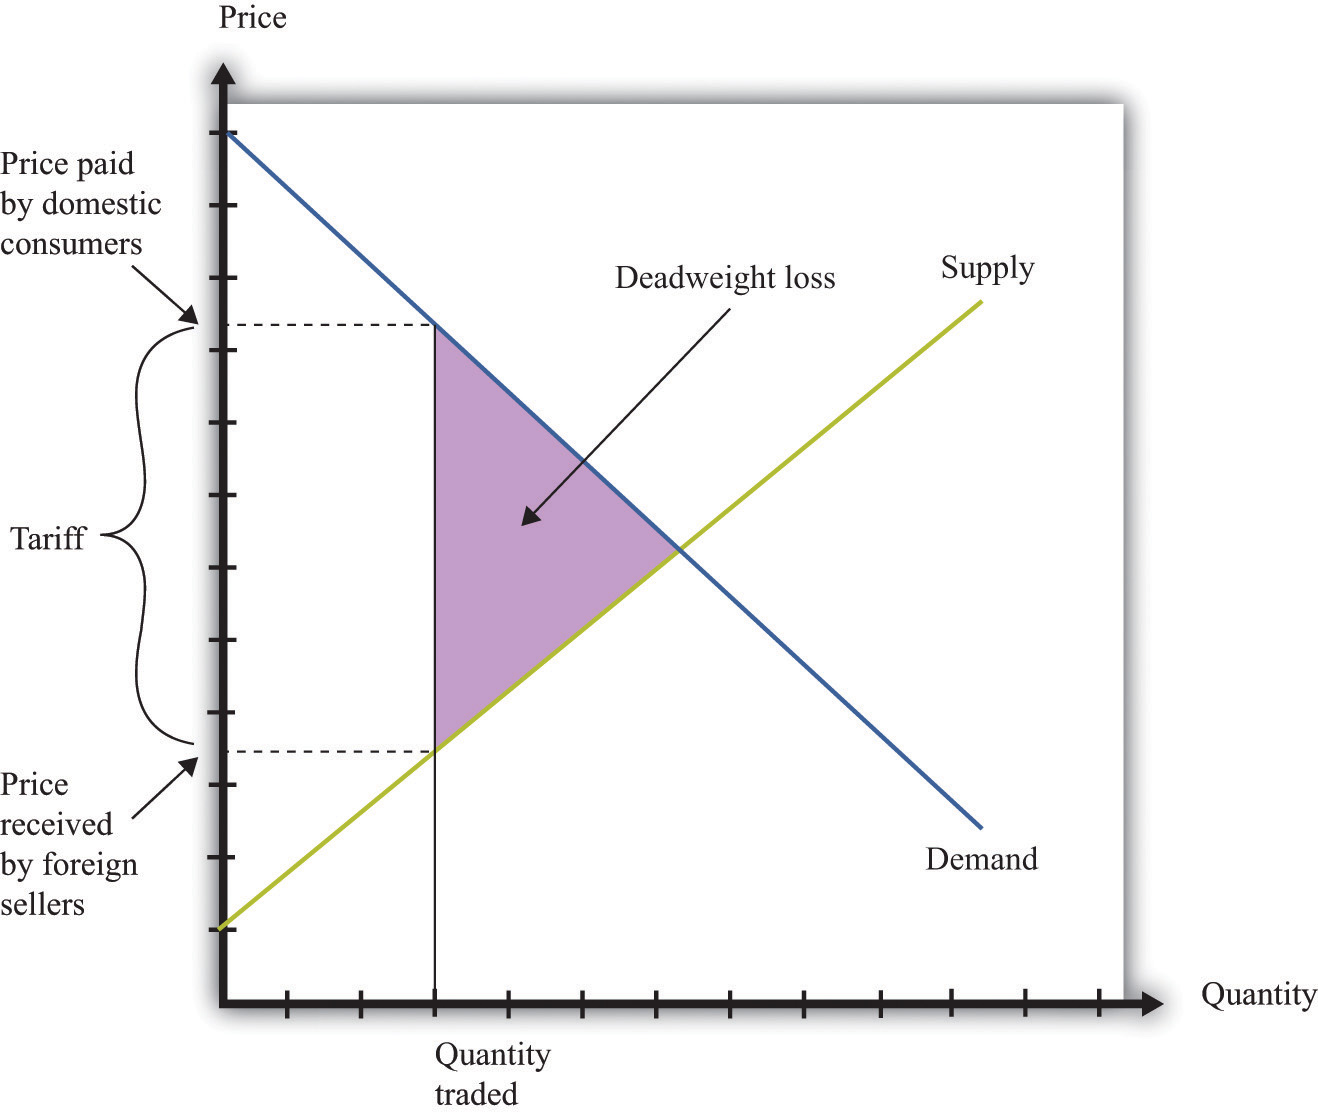 Price
Price paid
by domestic
consumers
Deadweight loss
Supply
Tariff
Price
received
by foreign
sellers
Demand
Quantity
Quantity
traded